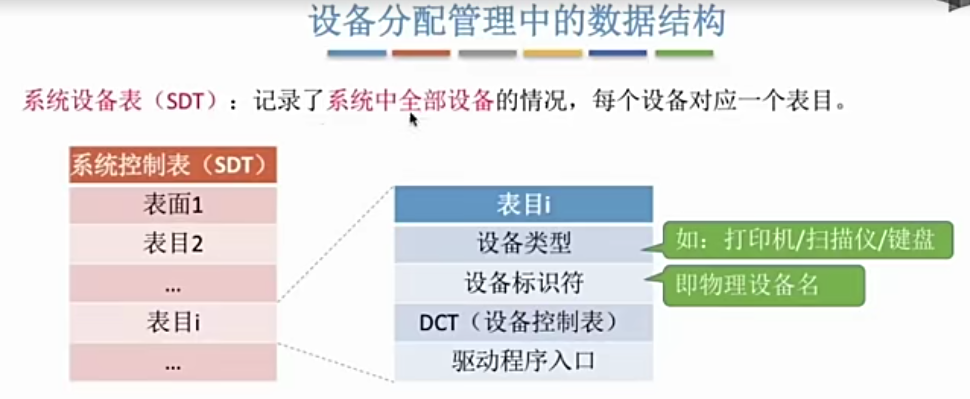 设备分配管理中的数据结构
系统设备表（SDT）：记录了系统中全部设备的情况，每个设备对应一个表目。
系统控制表（SDT）
表面1
表目2
...
表目i
...
表目i
设备类型
设备标识符
DCT（设备控制表）
驱动程序入口
如：打印机/扫描仪/键盘
即物理设备名